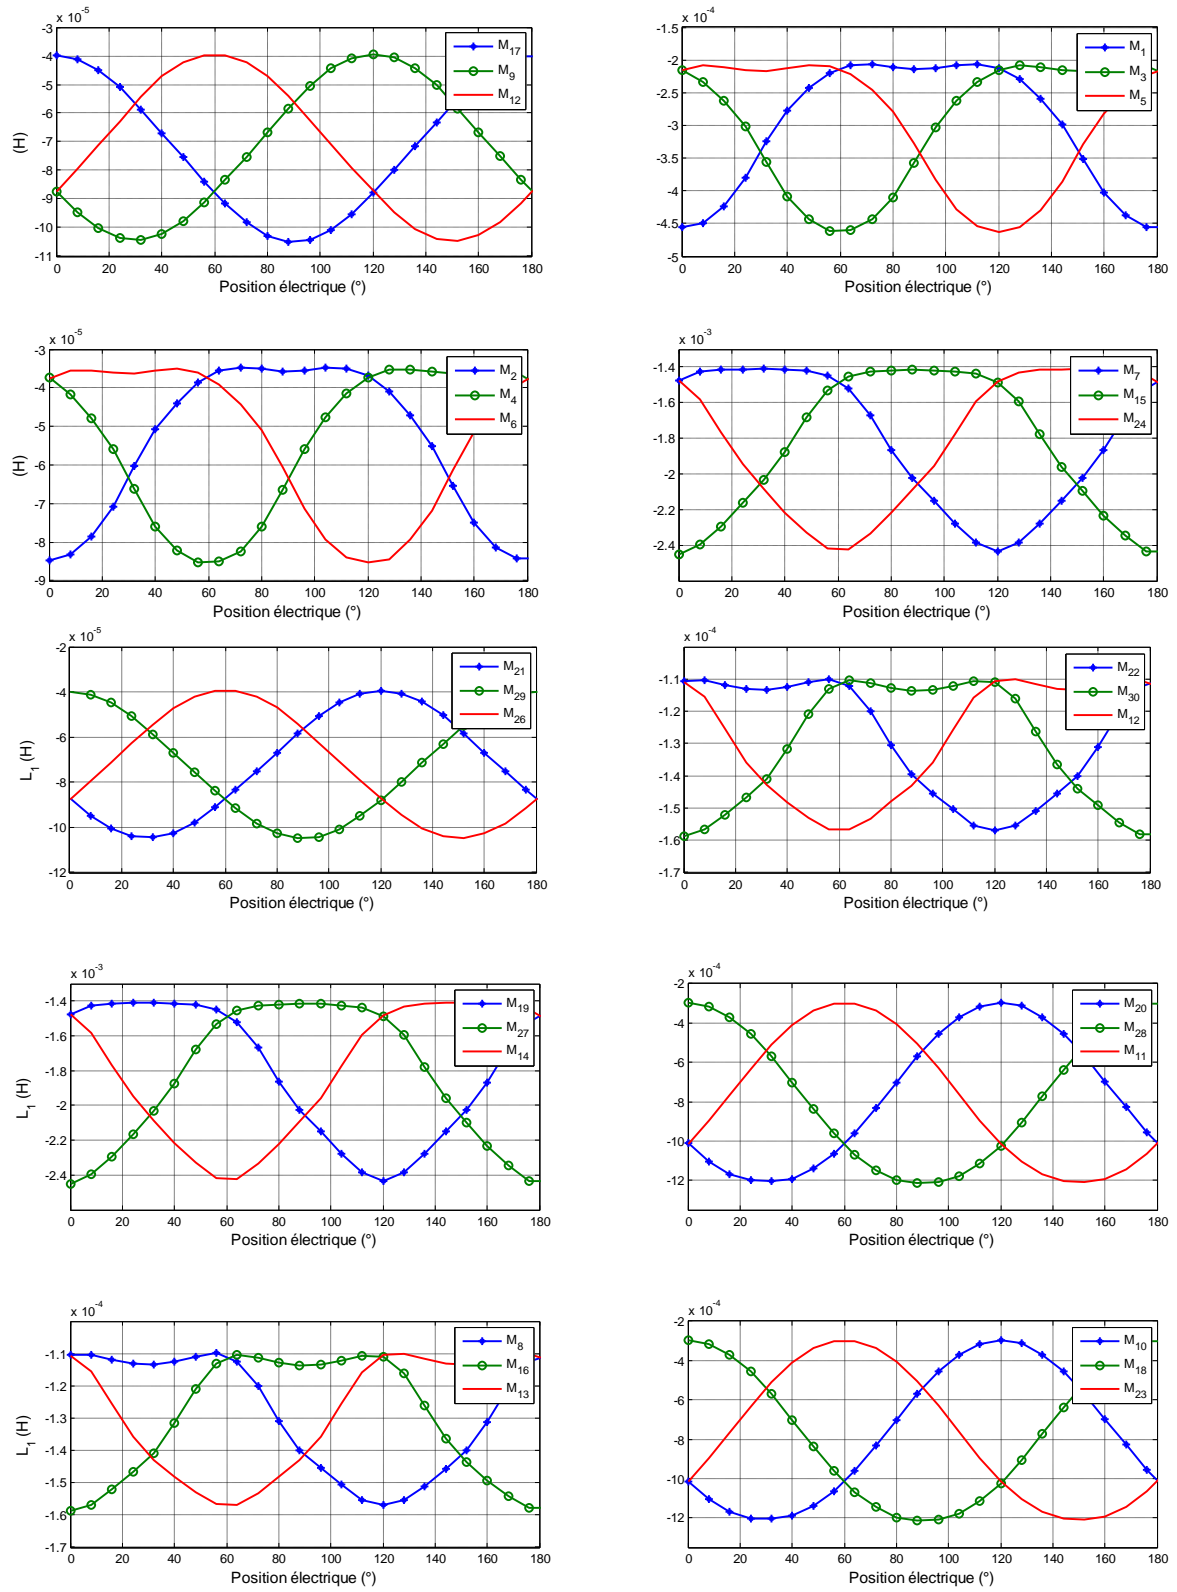 x 10-5
-3
-4
-5
-6
-7
-8
-9
-10
-11
(H)
0 20 40 60 80 100 120 140 160 180
Position électrique (°)
M17
M9
M12
x 10-4
-1.5
-2
-2.5
-3
-3.5
-4
-4.5
-5
0 20 40 60 80 100 120 140 160 180
Position électrique (°)
M1
M3
M5
x 10-5
-3
-4
-5
-6
-7
-8
-9
(H)
0 20 40 60 80 100 120 140 160 180
Position électrique (°)
M2
M4
M6
x 10-3
-1.4
-1.6
-1.8
-2
-2.2
-2.4
0 20 40 60 80 100 120 140 160 180
Position électrique (°)
M7
M15
M24
x 10-5
-2
-4
-6
-8
-10
-12
L1 (H)
0 20 40 60 80 100 120 140 160 180
Position électrique (°)
M21
M29
M26
x 10-4
-1.1
-1.2
-1.3
-1.4
-1.5
-1.6
-1.7
0 20 40 60 80 100 120 140 160 180
Position électrique (°)
M22
M30
M12
x 10-3
-1.4
-1.6
-1.8
-2
-2.2
-2.4
L1 (H)
0 20 40 60 80 100 120 140 160 180
Position électrique (°)
M19
M27
M14
x 10-4
-2
-4
-6
-8
-10
-12
0 20 40 60 80 100 120 140 160 180
Position électrique (°)
M20
M28
M11
x 10-4
-1.1
-1.2
-1.3
-1.4
-1.5
-1.6
-1.7
L1 (H)
0 20 40 60 80 100 120 140 160 180
Position électrique (°)
M8
M16
M13
x 10-4
-2
-4
-6
-8
-10
-12
0 20 40 60 80 100 120 140 160 180
Position électrique (°)
M10
M18
M23